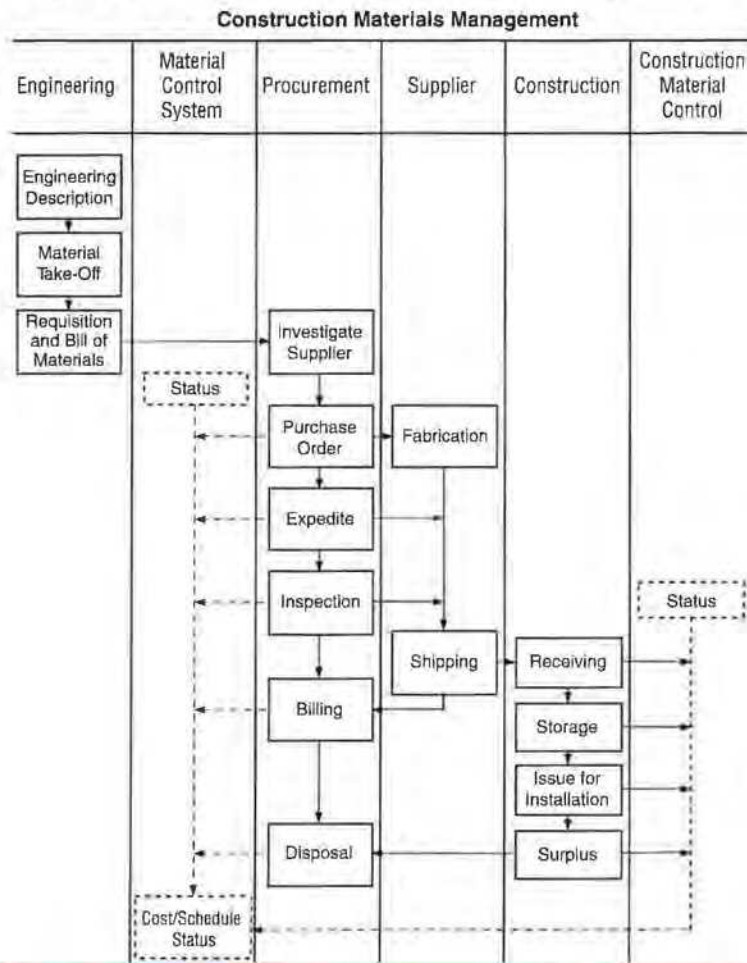 Construction Materials Management
Engineering
Material
Control
System
Procurement
Supplier
Construction
Construction
Material
Control
Engineering
Description
Material
Take-Off
Requisition
and Bill of
Materials
Investigate
Supplier
Status
Purchase
Order
Fabrication
Expedite
Inspection
Status
Shipping
Receiving
Billing
Storage
Issue for
Installation
Disposal
Surplus
Cost/Schedule
Status